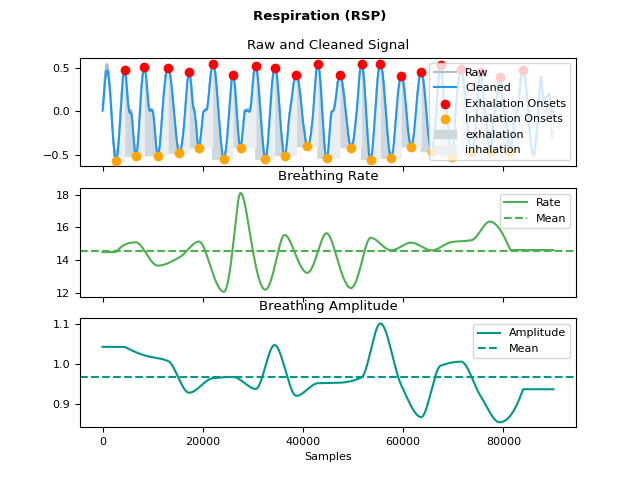 Respiration (RSP)
Raw and Cleaned Signal
0.5
0.0
−0.5
Raw
Cleaned
Exhalation Onsets
Inhalation Onsets
exhalation
inhalation
Breathing Rate
18
16
14
12
Rate
Mean
Breathing Amplitude
1.1
1.0
0.9
Amplitude
Mean
0 20000 40000 60000 80000
Samples